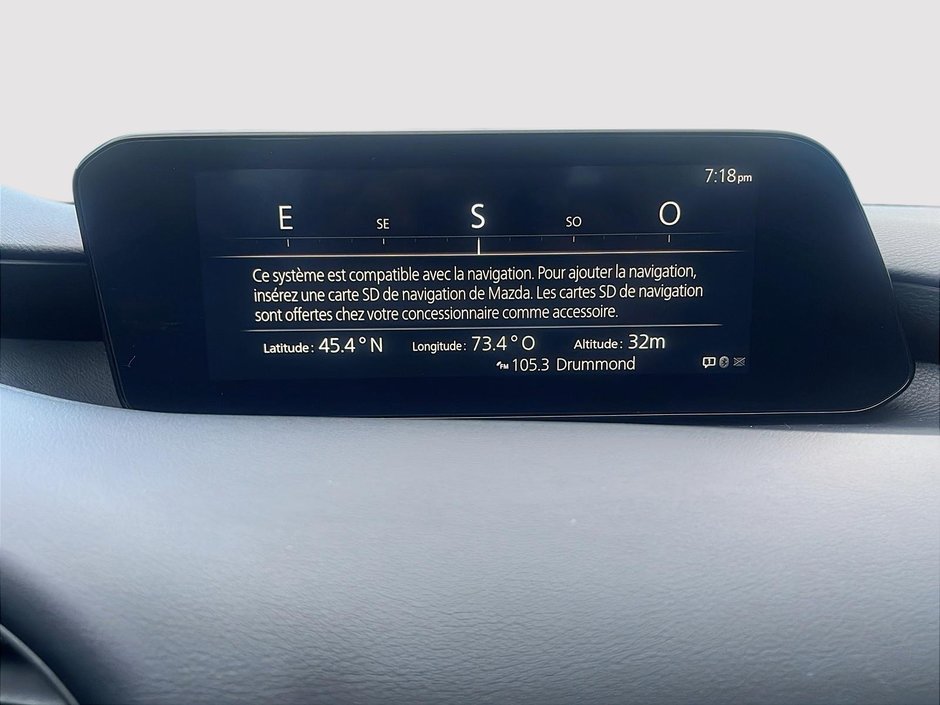 7:18pm
E SE S SO O
Ce système est compatible avec la navigation. Pour ajouter la navigation,
insérez une carte SD de navigation de Mazda. Les cartes SD de navigation
sont offertes chez votre concessionnaire comme accessoire.
Latitude: 45.4°N Longitude: 73.4°O Altitude: 32m
FM 105.3 Drummond